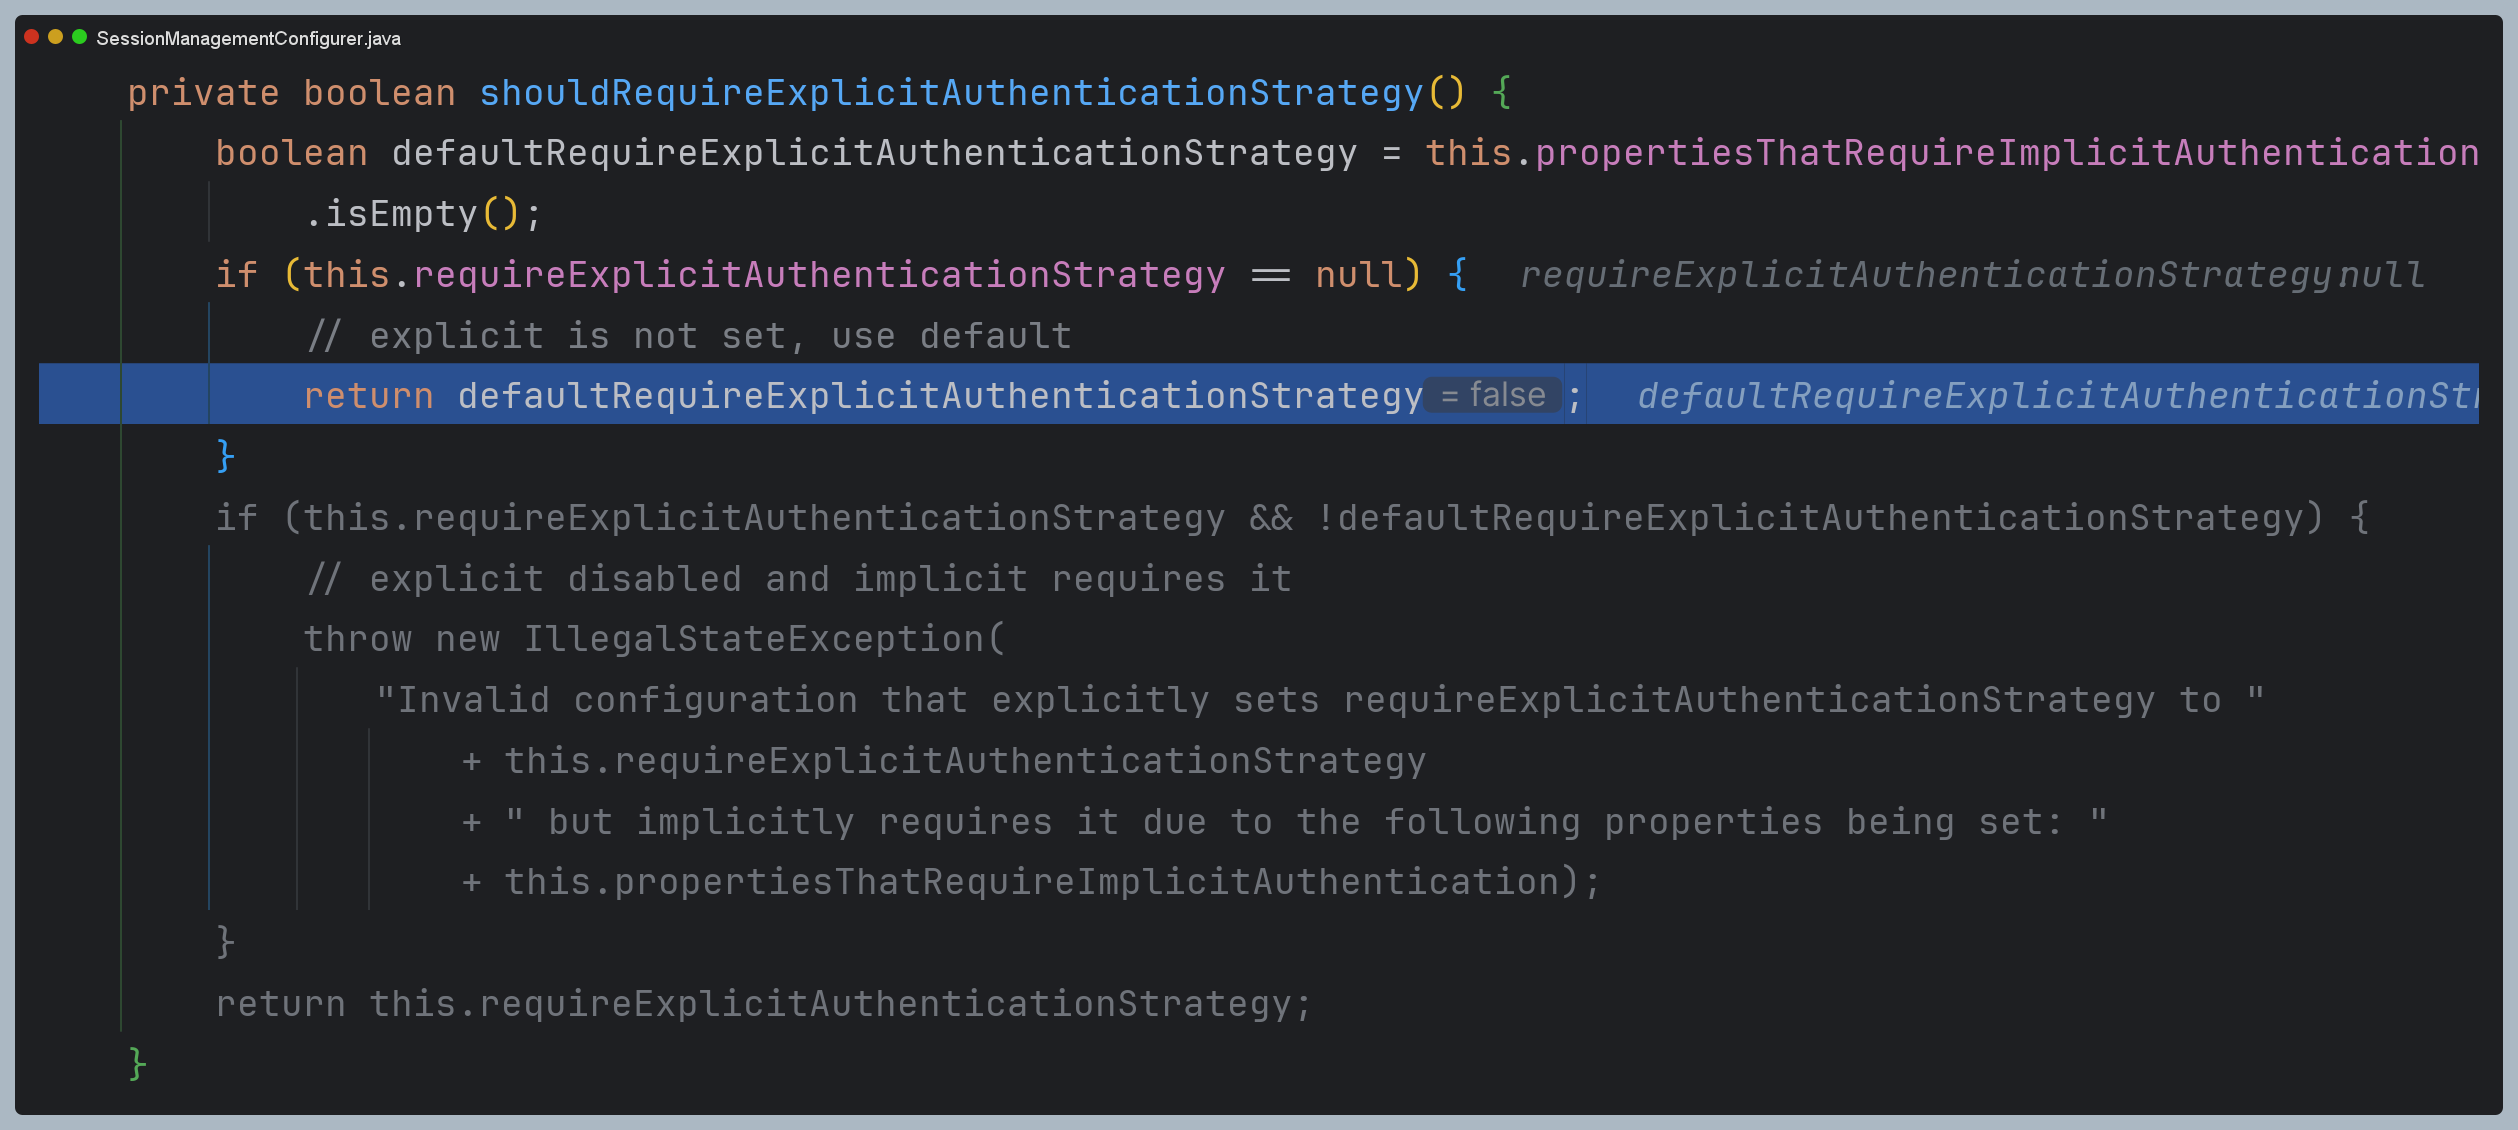 SessionManagementConfigurer.java
private boolean shouldRequireExplicitAuthenticationStrategy() {
boolean defaultRequireExplicitAuthenticationStrategy = this.propertiesThatRequireImplicitAuthentication
.isEmpty();
if (this.requireExplicitAuthenticationStrategy == null) { requireExplicitAuthenticationStrategy: null
// explicit is not set, use default
return defaultRequireExplicitAuthenticationStrategy = false ; defaultRequireExplicitAuthenticationStr
}
if (this.requireExplicitAuthenticationStrategy && !defaultRequireExplicitAuthenticationStrategy) {
// explicit disabled and implicit requires it
throw new IllegalStateException(
"Invalid configuration that explicitly sets requireExplicitAuthenticationStrategy to "
+ this.requireExplicitAuthenticationStrategy
+ " but implicitly requires it due to the following properties being set: "
+ this.propertiesThatRequireImplicitAuthentication);
}
return this.requireExplicitAuthenticationStrategy;
}